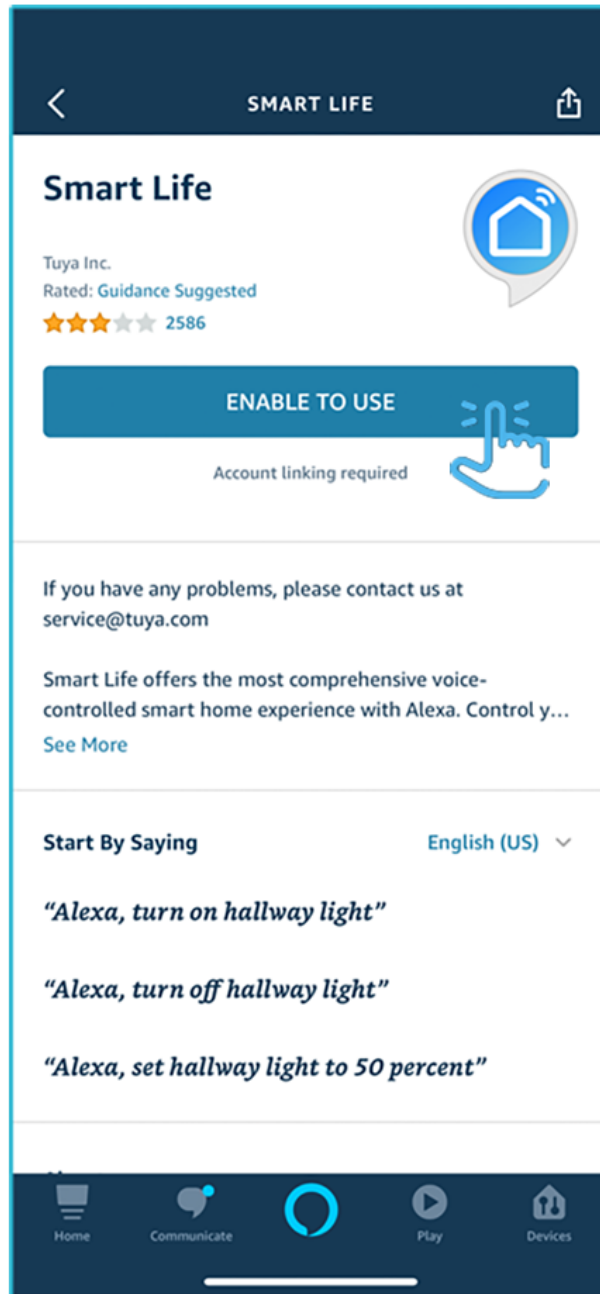 SMART LIFE
Smart Life
Tuya Inc.
Rated: Guidance Suggested
2586
ENABLE TO USE
Account linking required
If you have any problems, please contact us at
service@tuya.com
Smart Life offers the most comprehensive voice-
controlled smart home experience with Alexa. Control y...
See More
Start By Saying English (US)
“Alexa, turn on hallway light”
“Alexa, turn off hallway light”
“Alexa, set hallway light to 50 percent”
Home Communicate Play Devices